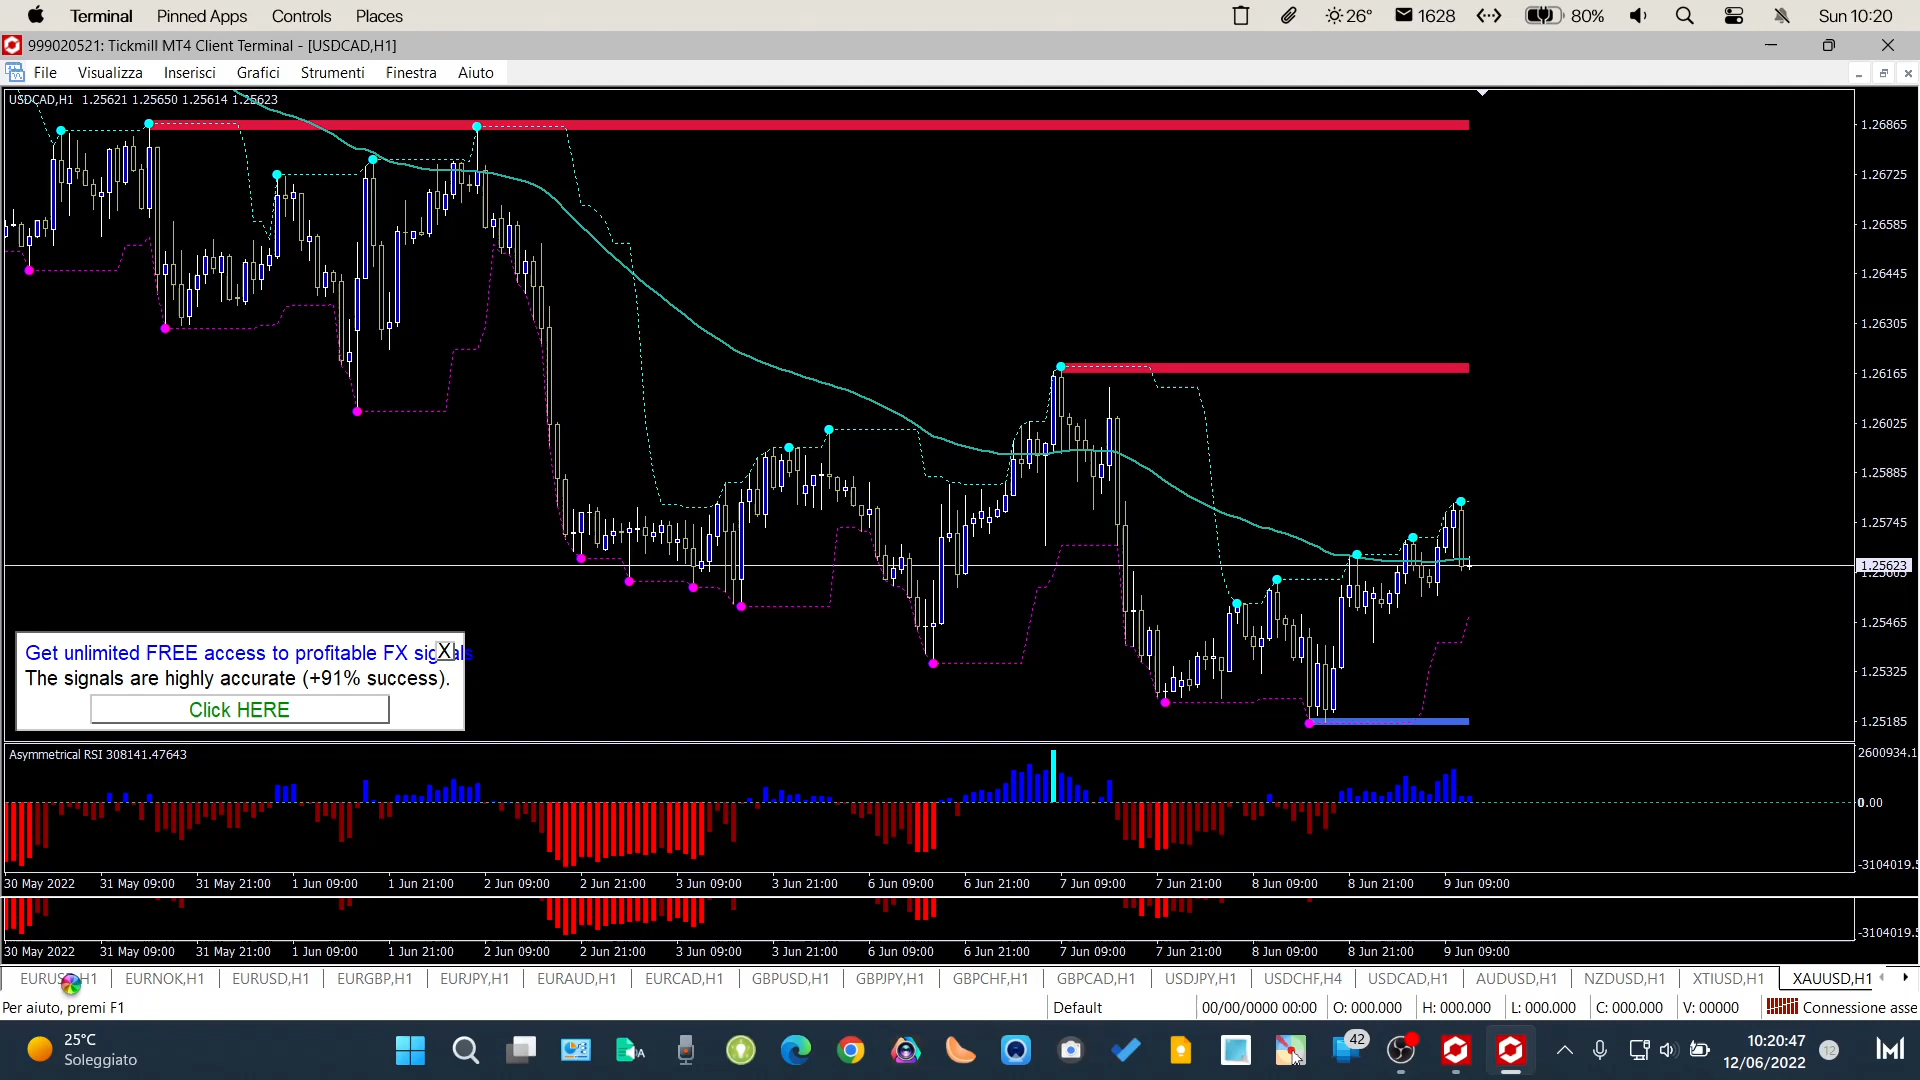 Terminal Pinned Apps Controls Places 26° 1628 80% Sun 10:20
999020521: Tickmill MT4 Client Terminal - [USDCAD,H1]
File Visualizza Inserisci Grafici Strumenti Finestra Aiuto
USDCAD,H1 1.25621 1.25650 1.25614 1.25623
1.26865
1.26725
1.26585
1.26445
1.26305
1.26165
1.26025
1.25885
1.25745
1.25623
1.25605
1.25465
1.25325
1.25185
Get unlimited FREE access to profitable FX signals
X
The signals are highly accurate (+91% success).
Click HERE
Asymmetrical RSI 308141.47643
2600934.1
0.00
-3104019.5
30 May 2022 31 May 09:00 31 May 21:00 1 Jun 09:00 1 Jun 21:00 2 Jun 09:00 2 Jun 21:00 3 Jun 09:00 3 Jun 21:00 6 Jun 09:00 6 Jun 21:00 7 Jun 09:00 7 Jun 21:00 8 Jun 09:00 8 Jun 21:00 9 Jun 09:00
-3104019.5
30 May 2022 31 May 09:00 31 May 21:00 1 Jun 09:00 1 Jun 21:00 2 Jun 09:00 2 Jun 21:00 3 Jun 09:00 3 Jun 21:00 6 Jun 09:00 6 Jun 21:00 7 Jun 09:00 7 Jun 21:00 8 Jun 09:00 8 Jun 21:00 9 Jun 09:00
EURUSD,H1 EURNOK,H1 EURUSD,H1 EURGBP,H1 EURJPY,H1 EURAUD,H1 EURCAD,H1 GBPUSD,H1 GBPJPY,H1 GBPCHF,H1 GBPCAD,H1 USDJPY,H1 USDCHF,H4 USDCAD,H1 AUDUSD,H1 NZDUSD,H1 XTIUSD,H1 XAUUSD,H1
Per aiuto, premi F1 Default 00/00/0000 00:00 O: 000.000 H: 000.000 L: 000.000 C: 000.000 V: 00000 Connessione asse
25°C
Soleggiato
42
10:20:47
12/06/2022
12